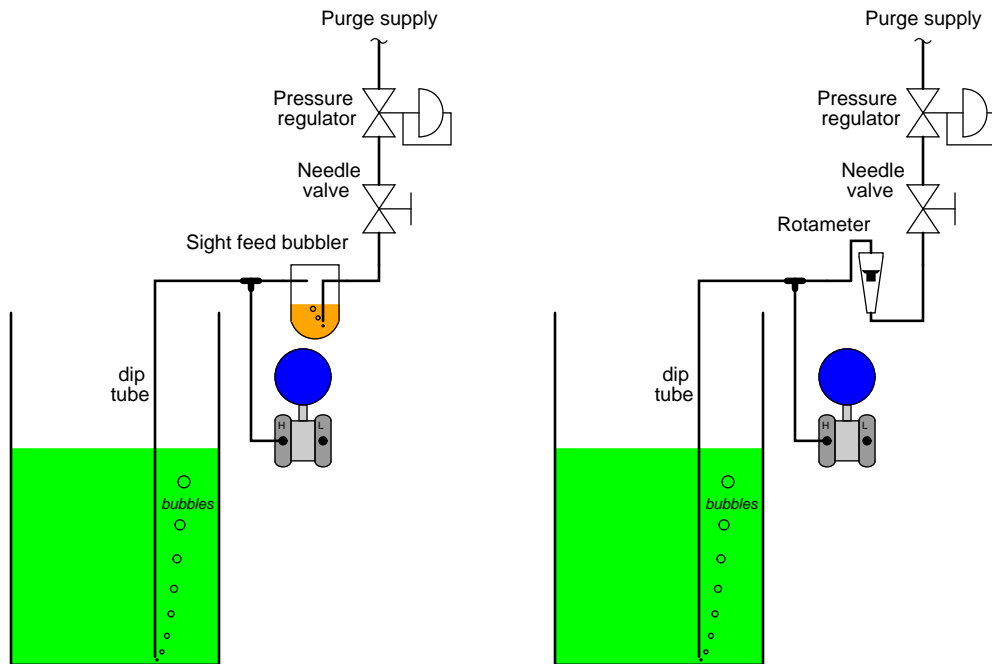 Purge supply
Pressure
regulator
Needle
valve
Sight feed bubbler
dip
tube
H
L
bubbles
Purge supply
Pressure
regulator
Needle
valve
Rotameter
dip
tube
H
L
bubbles